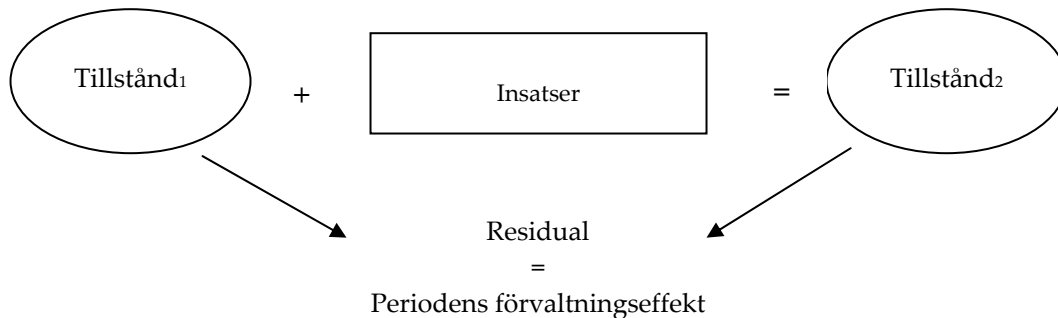 Tillstånd1 + Insatser = Tillstånd2
Residual
=
Periodens förvaltningseffekt